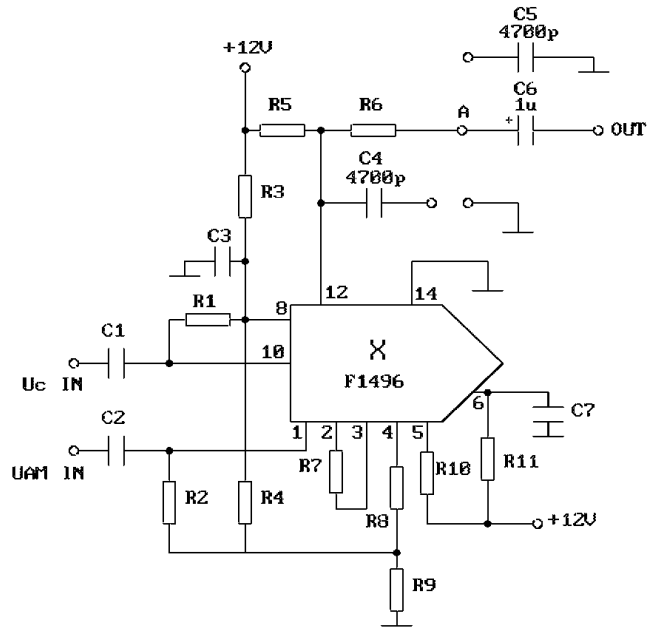 C5
4700p
+12V
C6
1u
R5
R6
A
+
OUT
C4
4700p
R3
C3
12
14
R1
8
C1
10
X
F1496
Uc IN
6
C2
C7
1
2
3
4
5
R7
R10
R11
UAM IN
R2
R4
R8
+12V
R9